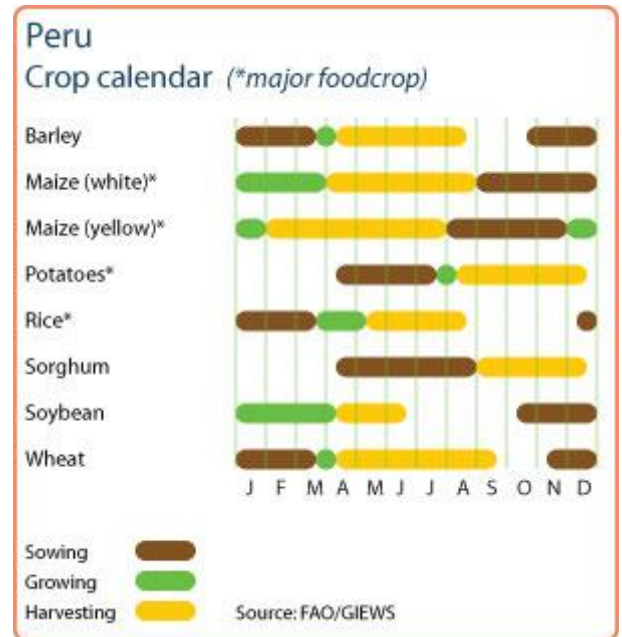 Peru
Crop calendar (*major foodcrop)
Barley
Maize (white)*
Maize (yellow)*
Potatoes*
Rice*
Sorghum
Soybean
Wheat
J F M A M J J A S O N D
Sowing
Growing
Harvesting Source: FAO/GIEWS